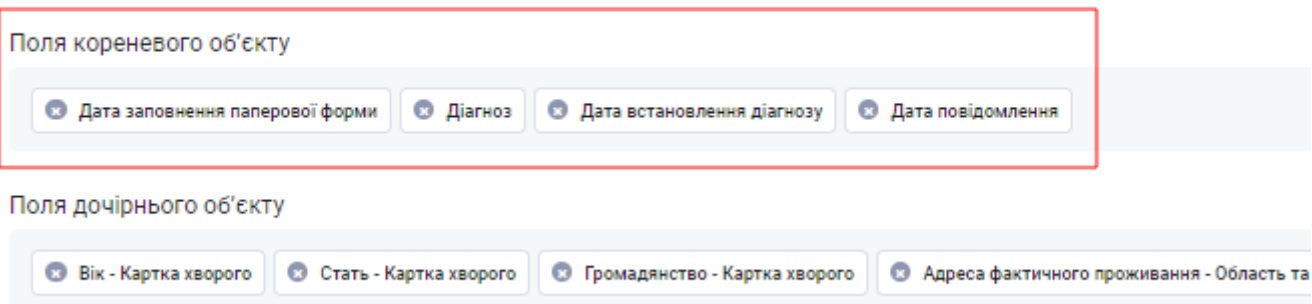 Поля кореневого об'єкту
Дата заповнення паперової форми Діагноз Дата встановлення діагнозу Дата повідомлення
Поля дочірнього об'єкту
Вік - Картка хворого Стать - Картка хворого Громадянство - Картка хворого Адреса фактичного проживання - Область та